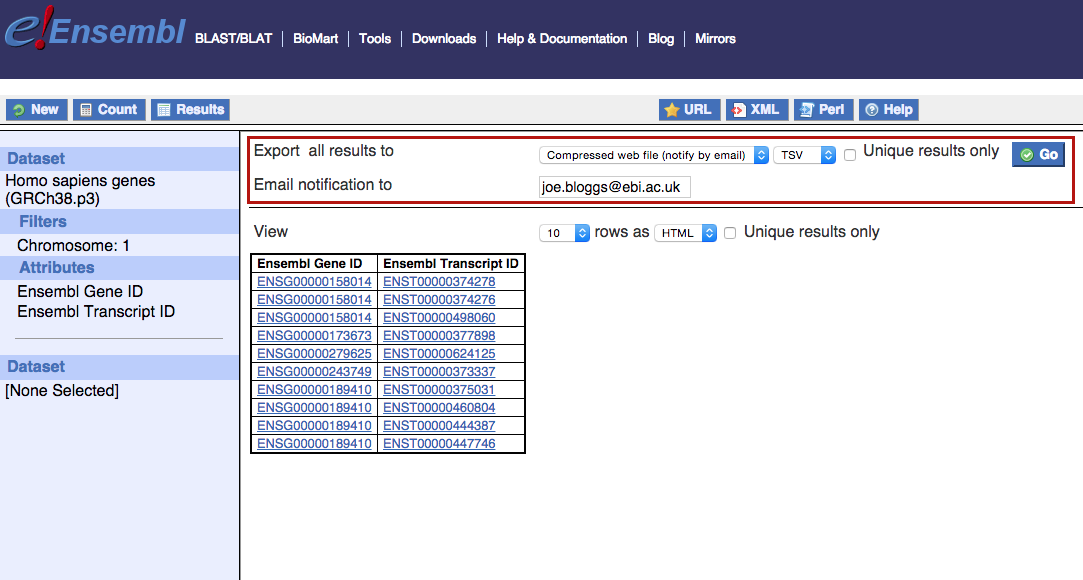 e!Ensembl BLAST/BLAT BioMart Tools Downloads Help & Documentation Blog Mirrors
New Count Results URL XML Perl Help
Dataset
Homo sapiens genes
(GRCh38.p3)
Filters
Chromosome: 1
Attributes
Ensembl Gene ID
Ensembl Transcript ID
Dataset
[None Selected]
Export all results to Compressed web file (notify by email) TSV Unique results only Go
Email notification to joe.bloggs@ebi.ac.uk
View 10 rows as HTML Unique results only
Ensembl Gene ID Ensembl Transcript ID
ENSG00000158014 ENST00000374278
ENSG00000158014 ENST00000374276
ENSG00000158014 ENST00000498060
ENSG00000173673 ENST00000377898
ENSG00000279625 ENST00000624125
ENSG00000243749 ENST00000373337
ENSG00000189410 ENST00000375031
ENSG00000189410 ENST00000460804
ENSG00000189410 ENST00000444387
ENSG00000189410 ENST00000447746